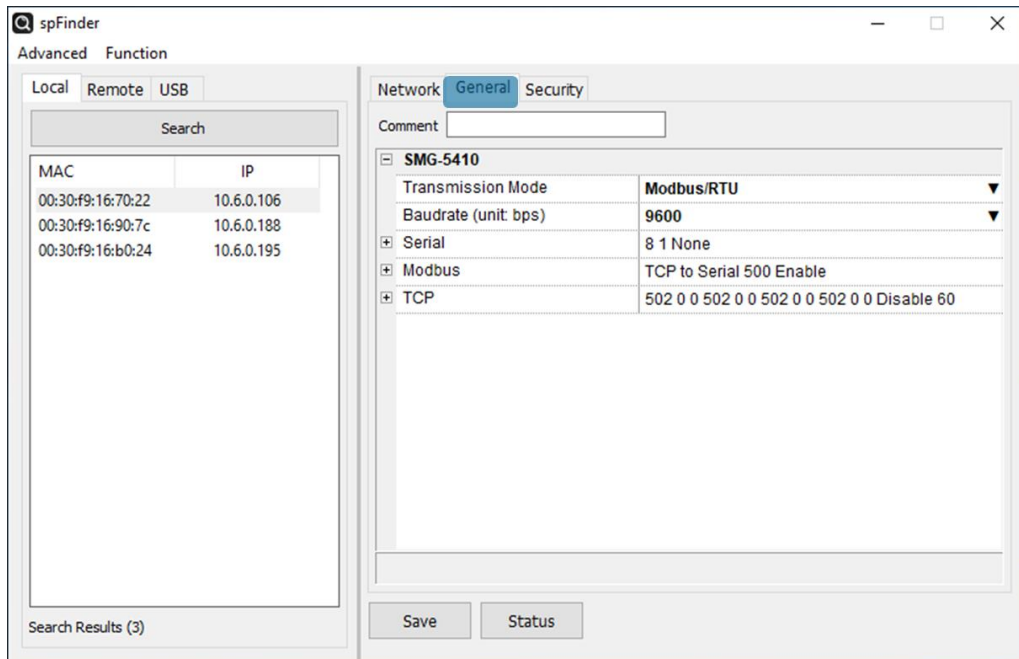 spFinder
Advanced Function
Local Remote USB
Search
MAC IP
00:30:f9:16:70:22 10.6.0.106
00:30:f9:16:90:7c 10.6.0.188
00:30:f9:16:b0:24 10.6.0.195
Search Results (3)
Network General Security
Comment
SMG-5410
Transmission Mode Modbus/RTU
Baudrate (unit: bps) 9600
Serial 8 1 None
Modbus TCP to Serial 500 Enable
TCP 502 0 0 502 0 0 502 0 0 502 0 0 Disable 60
Save Status